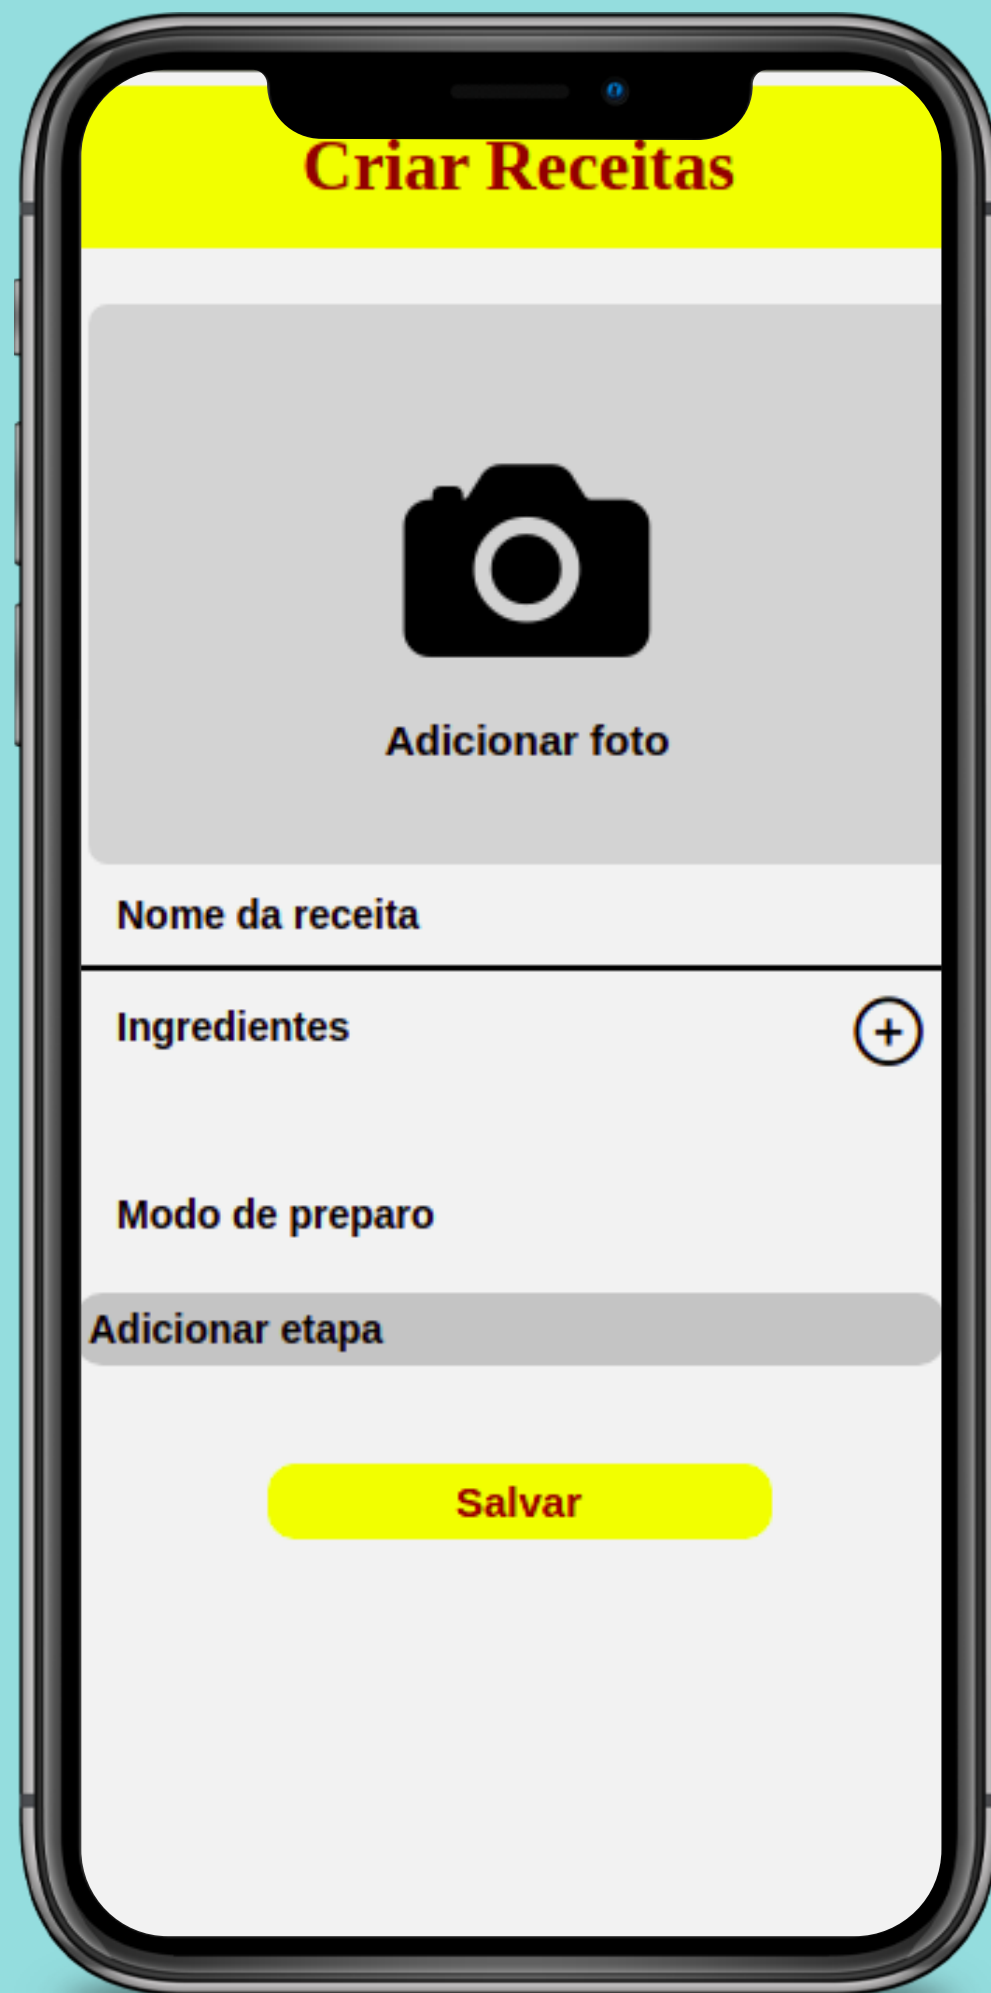 Criar Receitas
Adicionar foto
Nome da receita
Ingredientes
+
Modo de preparo
Adicionar etapa
Salvar